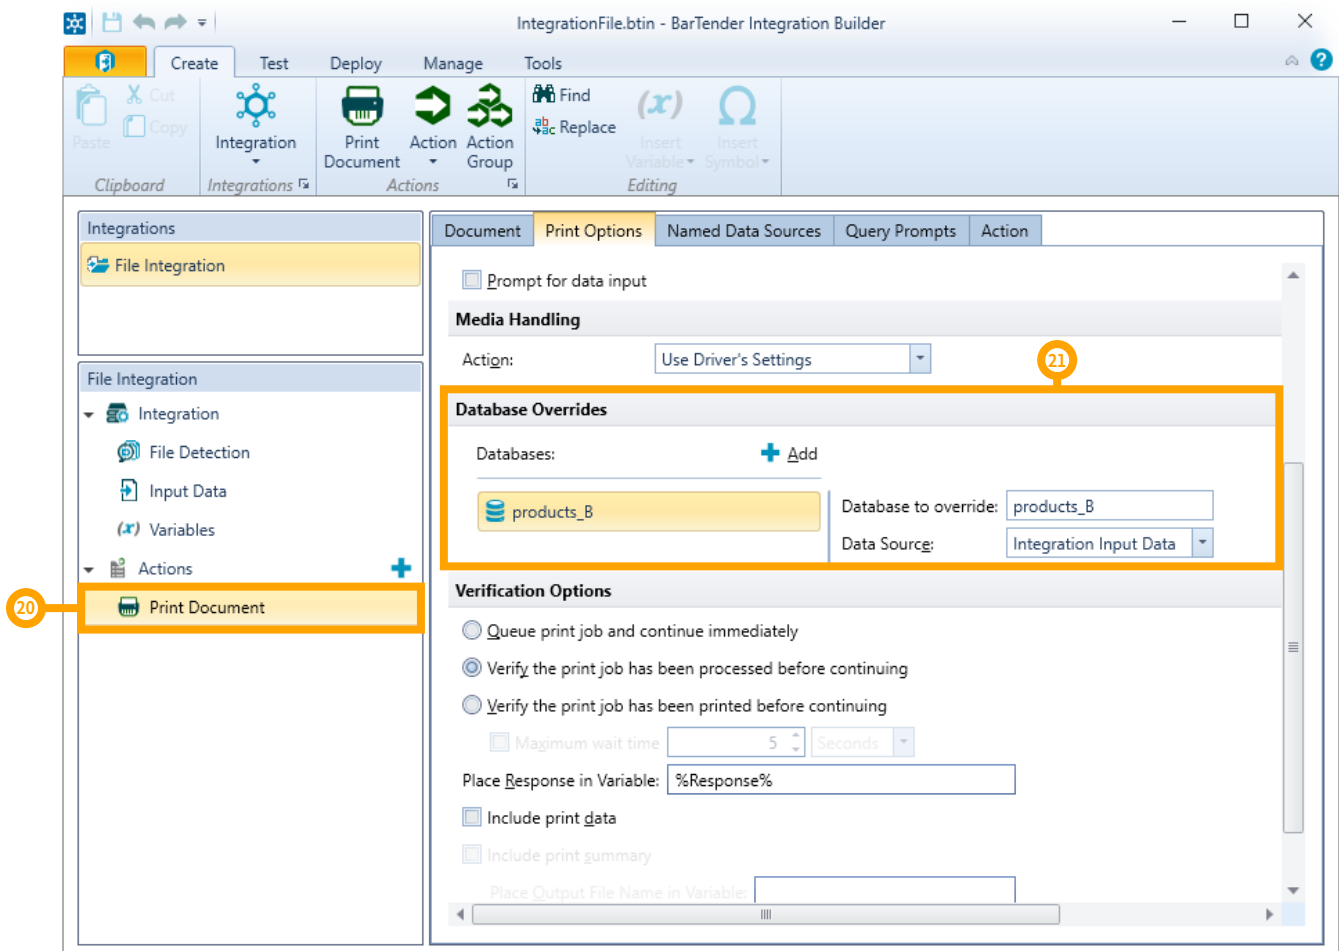 IntegrationFile.btin - BarTender Integration Builder
Create Test Deploy Manage Tools
Paste
Cut
Copy
Clipboard
Integration
Integrations
Print Document
Action
Action Group
Actions
Find
Replace
Insert Variable
Insert Symbol
Editing
Integrations
File Integration
File Integration
Integration
File Detection
Input Data
(x) Variables
Actions
20
Print Document
Document Print Options Named Data Sources Query Prompts Action
Prompt for data input
Media Handling
Action: Use Driver's Settings
21
Database Overrides
Databases: Add
products_B
Database to override: products_B
Data Source: Integration Input Data
Verification Options
Queue print job and continue immediately
Verify the print job has been processed before continuing
Verify the print job has been printed before continuing
Maximum wait time 5 Seconds
Place Response in Variable: %Response%
Include print data
Include print summary
Place Output File Name in Variable: